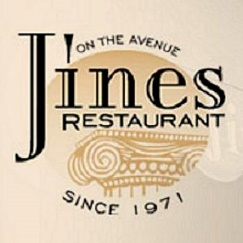 ON THE AVENUE
J'ines
RESTAURANT
SINCE 1971